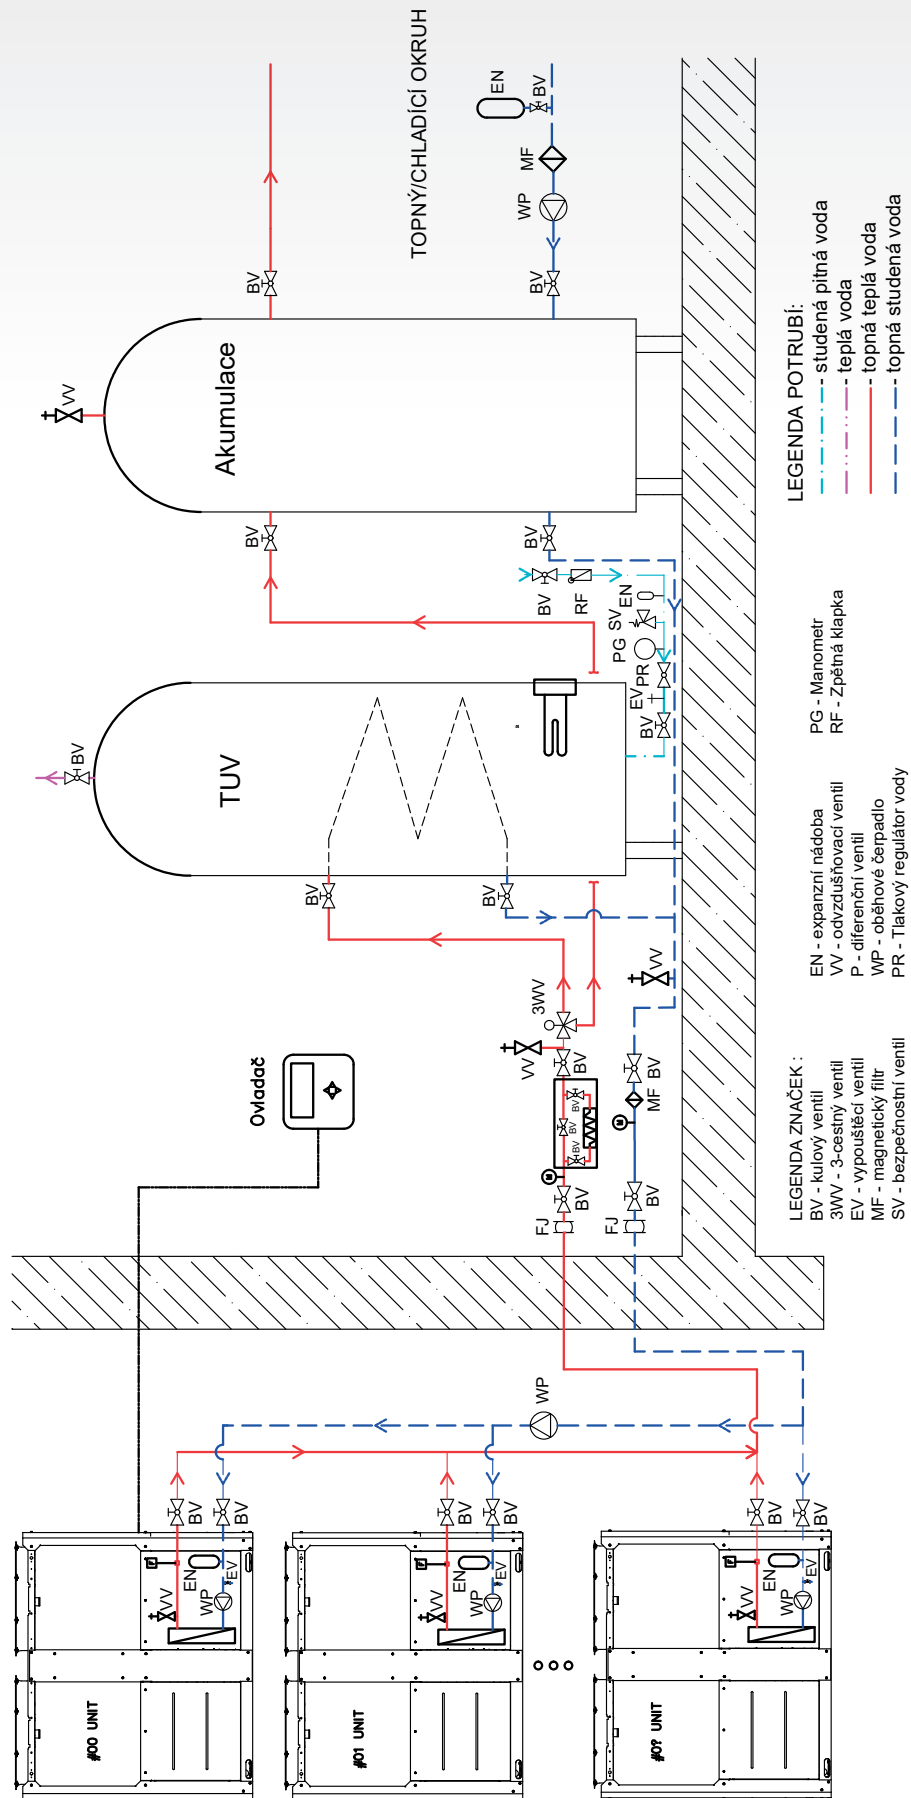 TOPNÝ/CHLADÍCÍ OKRUH
EN
BV
MF
WP
BV
BV
VV
Akumulace
BV
BV
BV
RF
EN
SV
PG
PR
EV
BV
BV
TUV
BV
BV
3WV
VV
BV
BV
BV
BV
VV
BV
MF
M
M
BV
BV
FJ
FJ
Ovladač
WP
BV
BV
VV
EN
WP
EV
#00 UNIT
BV
BV
VV
EN
WP
EV
#01 UNIT
BV
BV
VV
EN
WP
EV
#0? UNIT
LEGENDA ZNAČEK :
BV - kulový ventil
3WV - 3-cestný ventil
EV - vypouštěcí ventil
MF - magnetický filtr
SV - bezpečnostní ventil
EN - expanzní nádoba
VV - odvzdušňovací ventil
P - diferenční ventil
WP - oběhové čerpadlo
PR - Tlakový regulátor vody
PG - Manometr
RF - Zpětná klapka
LEGENDA POTRUBÍ:
- studená pitná voda
- teplá voda
- topná teplá voda
- topná studená voda